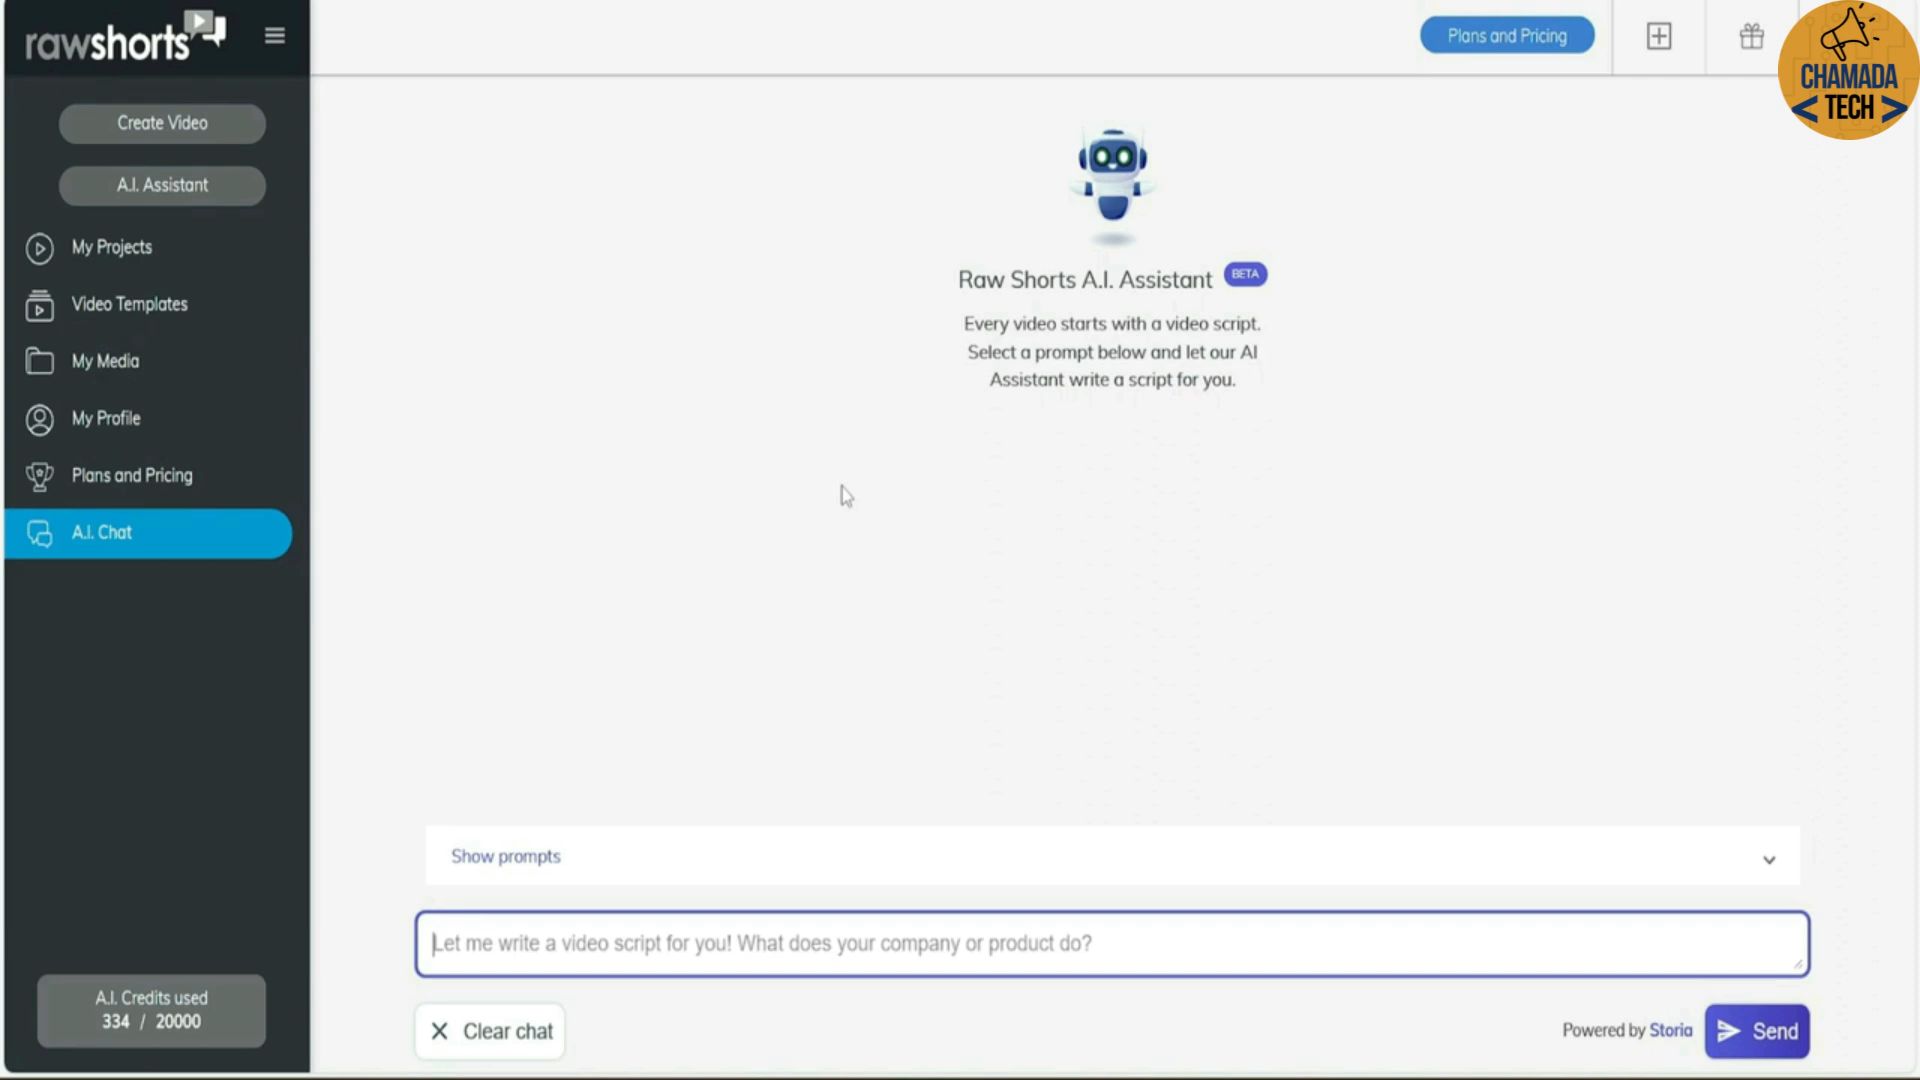 rawshorts
Plans and Pricing
CHAMADA
< TECH >
Create Video
A.I. Assistant
My Projects
Video Templates
My Media
My Profile
Plans and Pricing
A.I. Chat
Raw Shorts A.I. Assistant BETA
Every video starts with a video script.
Select a prompt below and let our AI
Assistant write a script for you.
Show prompts
Let me write a video script for you! What does your company or product do?
A.I. Credits used
334 / 20000
Clear chat
Powered by Storia
Send